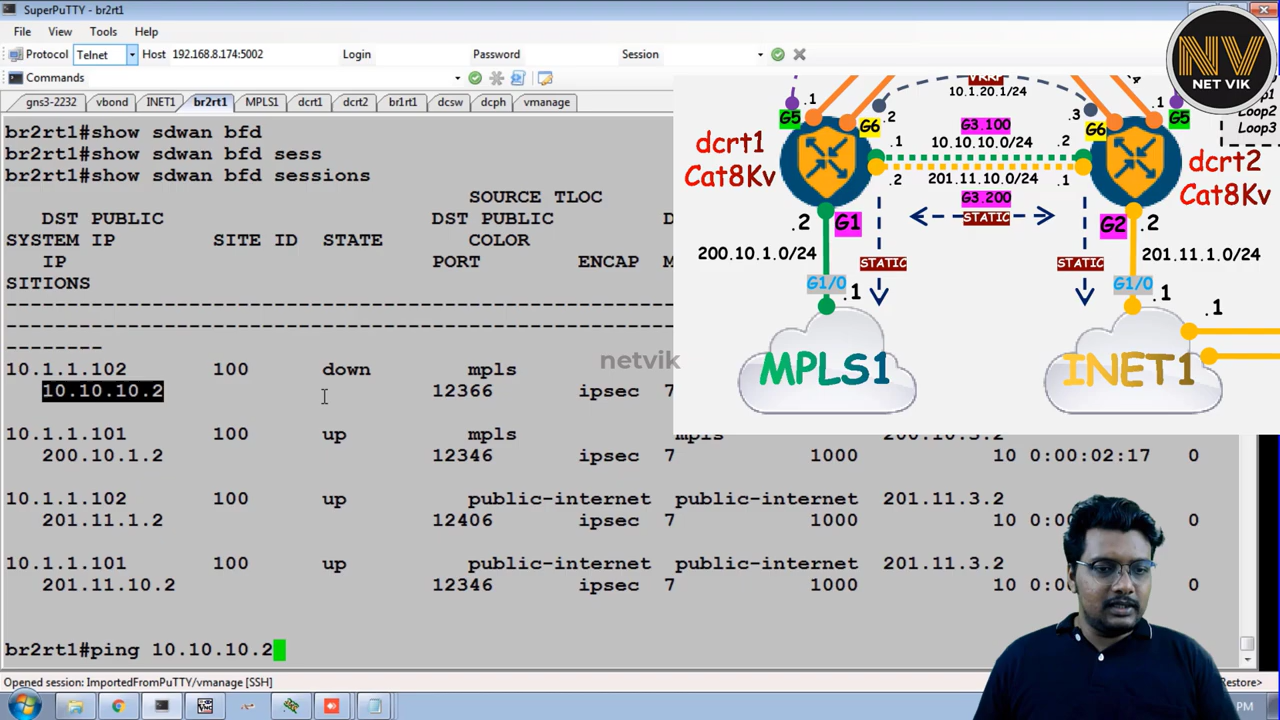 SuperPuTTY - br2rt1
File View Tools Help
Protocol Telnet Host 192.168.8.174:5002 Login Password Session
Commands
gns3-2232 vbond INET1 br2rt1 MPLS1 dcrt1 dcrt2 br1rt1 dcsw dcph vmanage
br2rt1#show sdwan bfd
br2rt1#show sdwan bfd sess
br2rt1#show sdwan bfd sessions
SOURCE TLOC
DST PUBLIC DST PUBLIC
SYSTEM IP SITE ID STATE COLOR
IP PORT ENCAP
SITIONS
--------------------------------------------------------------
--------------------------------------------------------------
--------
10.1.1.102 100 down mpls
10.10.10.2 12366 ipsec 7
10.1.1.101 100 up mpls mpls 200.10.3.2
200.10.1.2 12346 ipsec 7 1000 10 0:00:02:17 0
10.1.1.102 100 up public-internet public-internet 201.11.3.2
201.11.1.2 12406 ipsec 7 1000 10 0
10.1.1.101 100 up public-internet public-internet 201.11.3.2
201.11.10.2 12346 ipsec 7 1000 10 0
br2rt1#ping 10.10.10.2
Opened session: ImportedFromPuTTY/vmanage [SSH]
Restore>
PM
NV
NET VIK
netvik
10.1.20.1/24
.1 .2 .3 .1
G5 G6 G3.100 G6 G5
Loop2
Loop3
dcrt1
Cat8Kv
.1 10.10.10.0/24 .2
.2 201.11.10.0/24 .1
G3.200
STATIC
dcrt2
Cat8Kv
.2 G1 G2 .2
200.10.1.0/24 201.11.1.0/24
STATIC STATIC
G1/0 .1 G1/0 .1
.1
MPLS1 INET1